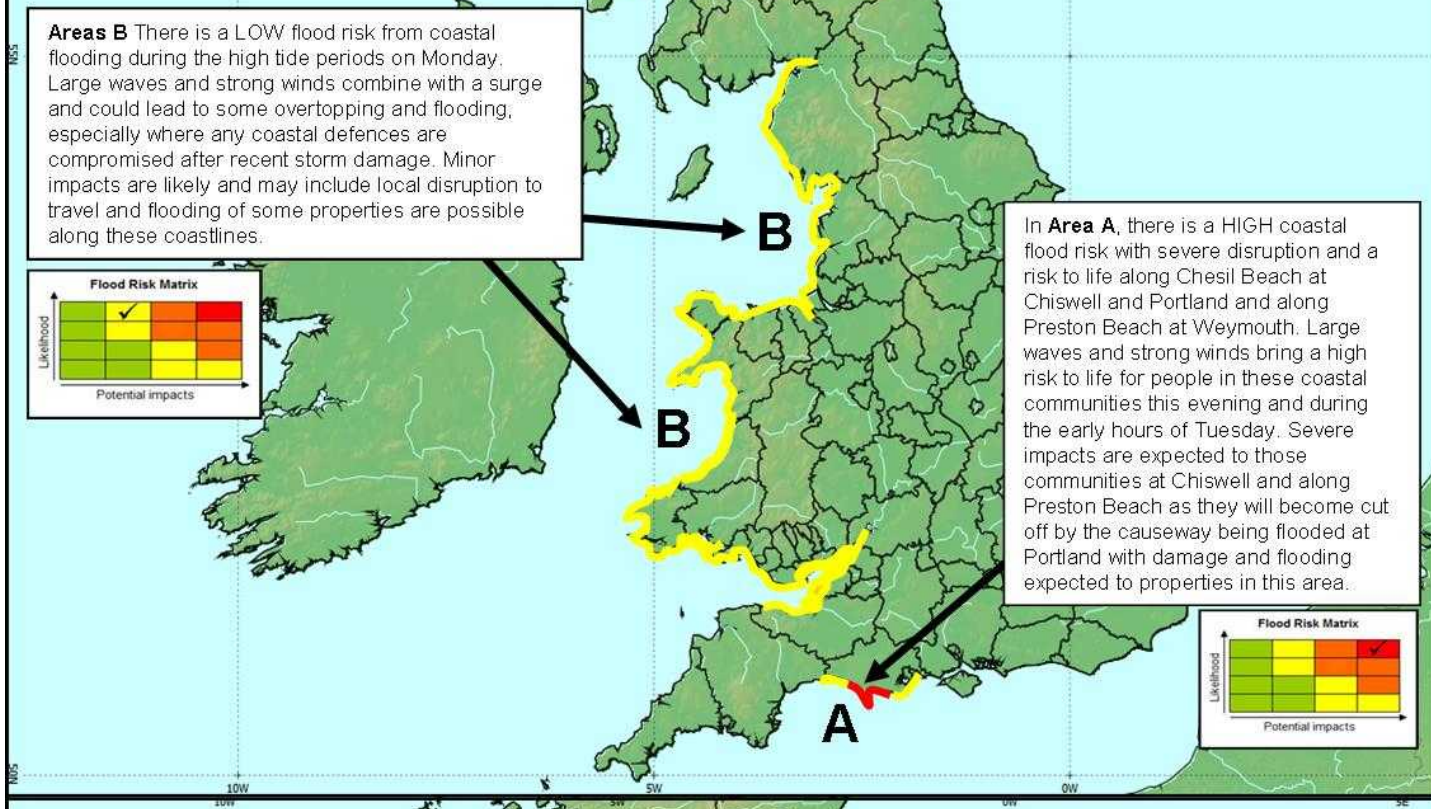 Areas B There is a LOW flood risk from coastal
flooding during the high tide periods on Monday.
Large waves and strong winds combine with a surge
and could lead to some overtopping and flooding,
especially where any coastal defences are
compromised after recent storm damage. Minor
impacts are likely and may include local disruption to
travel and flooding of some properties are possible
along these coastlines.
Flood Risk Matrix
Likelihood
Potential impacts
B
B
In Area A, there is a HIGH coastal
flood risk with severe disruption and a
risk to life along Chesil Beach at
Chiswell and Portland and along
Preston Beach at Weymouth. Large
waves and strong winds bring a high
risk to life for people in these coastal
communities this evening and during
the early hours of Tuesday. Severe
impacts are expected to those
communities at Chiswell and along
Preston Beach as they will become cut
off by the causeway being flooded at
Portland with damage and flooding
expected to properties in this area.
A
Flood Risk Matrix
Likelihood
Potential impacts
55N
50N
10W
5W
0W
10W
5W
0W
5E